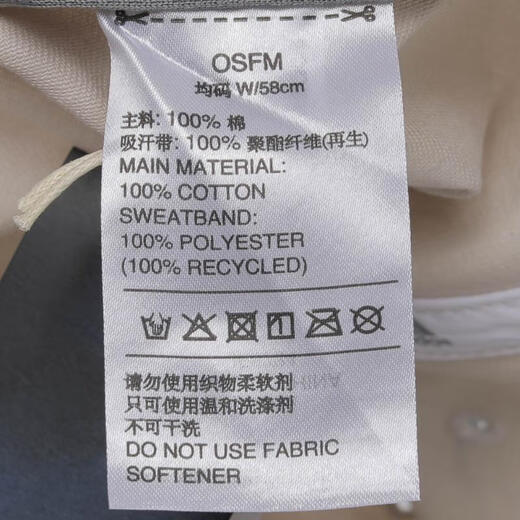 OSFM
均码 W/58cm
主料: 100% 棉
吸汗带: 100% 聚酯纤维(再生)
MAIN MATERIAL:
100% COTTON
SWEATBAND:
100% POLYESTER
(100% RECYCLED)
请勿使用织物柔软剂
只可使用温和洗涤剂
不可干洗
DO NOT USE FABRIC
SOFTENER